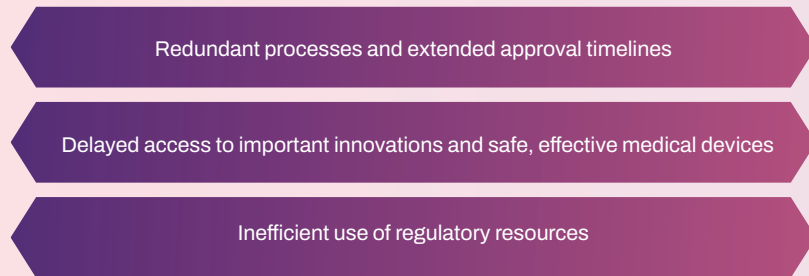 Redundant processes and extended approval timelines
Delayed access to important innovations and safe, effective medical devices
Inefficient use of regulatory resources